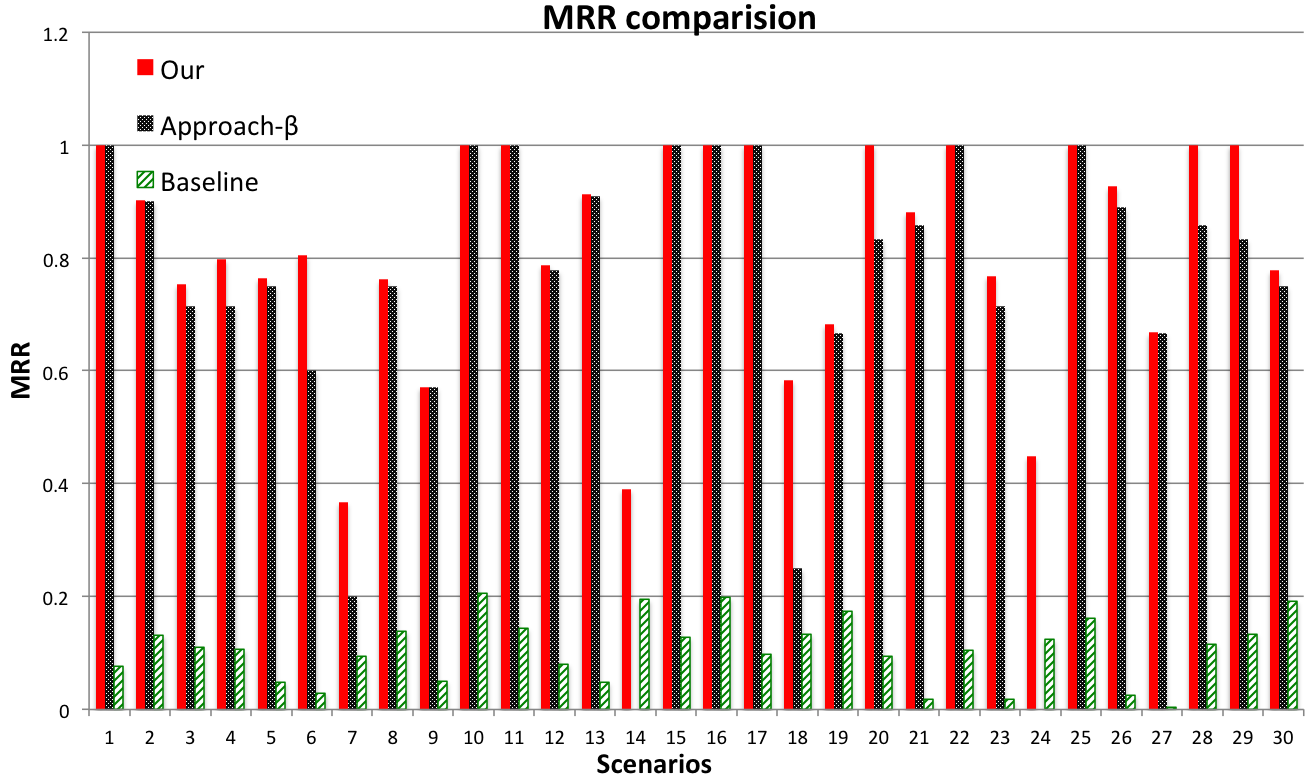 MRR comparision
1.2
Our
Approach-β
1
Baseline
0.8
0.6
MRR
0.4
0.2
0
1 2 3 4 5 6 7 8 9 10 11 12 13 14 15 16 17 18 19 20 21 22 23 24 25 26 27 28 29 30
Scenarios